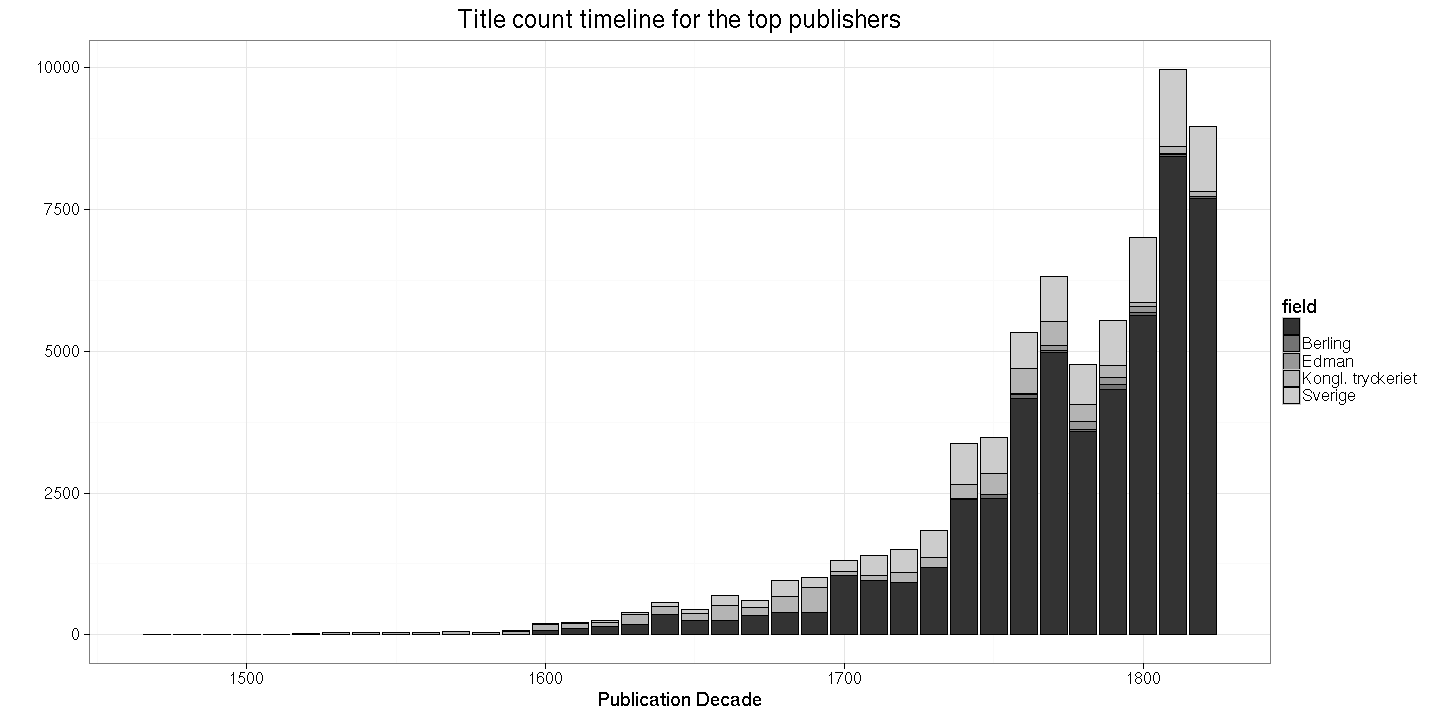 Title count timeline for the top publishers
10000
7500
5000
2500
0
1500
1600
1700
1800
Publication Decade
field
Berling
Edman
Kongl. tryckeriet
Sverige